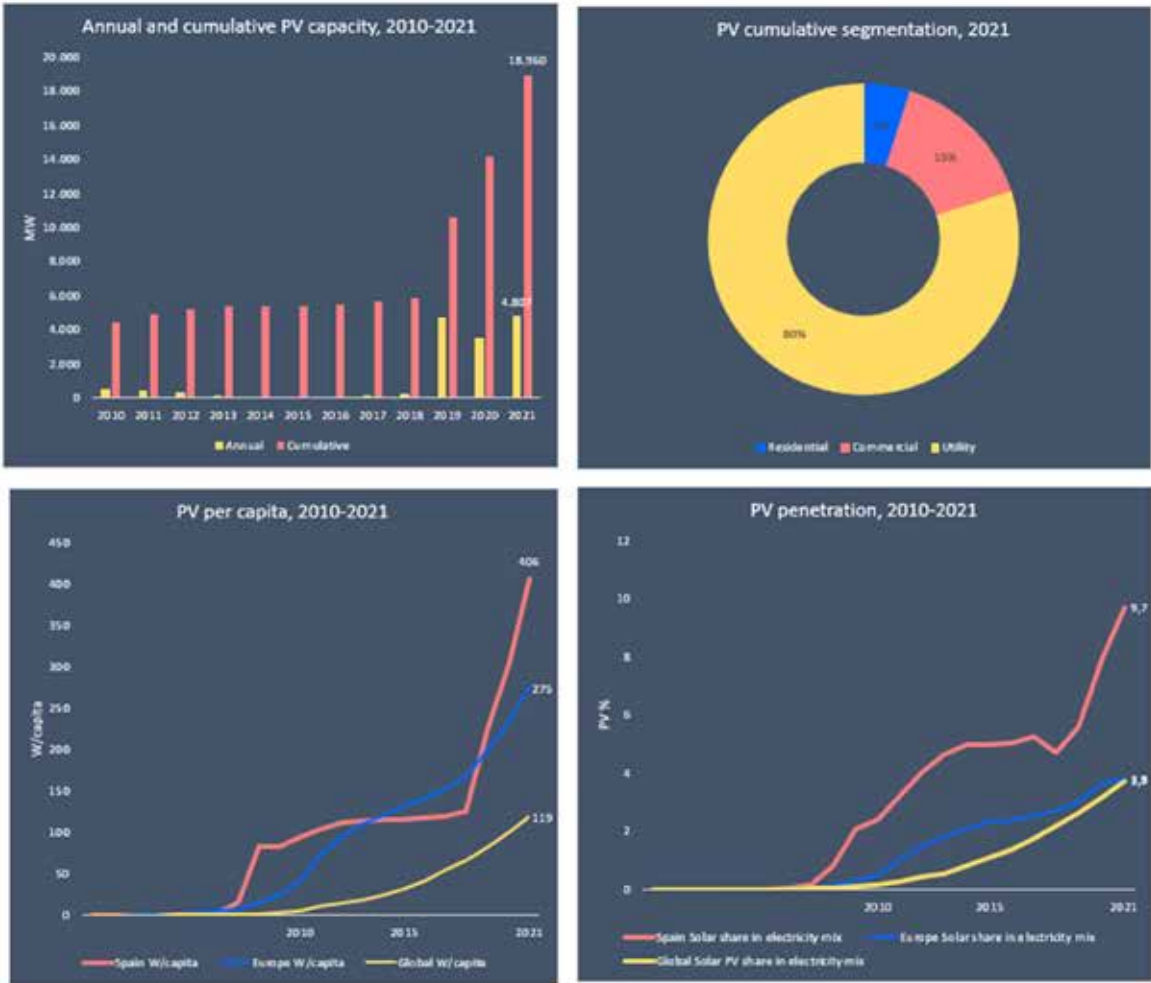 Annual and cumulative PV capacity, 2010-2021
20.000
18.960
18.000
16.000
14.000
12.000
10.000
8.000
6.000
4.807
4.000
2.000
0
MW
2010 2011 2012 2013 2014 2015 2016 2017 2018 2019 2020 2021
Annual Cumulative
PV cumulative segmentation, 2021
15%
80%
Residential Commercial Utility
PV per capita, 2010-2021
450
406
400
350
300
275
250
200
150
119
100
50
0
W/capita
2010 2015 2021
Spain W/capita Europe W/capita Global W/capita
PV penetration, 2010-2021
12
10
9,7
8
6
4
2
0
PV %
2010 2015 2021
Spain Solar share in electricity mix Europe Solar share in electricity mix
Global Solar PV share in electricity mix